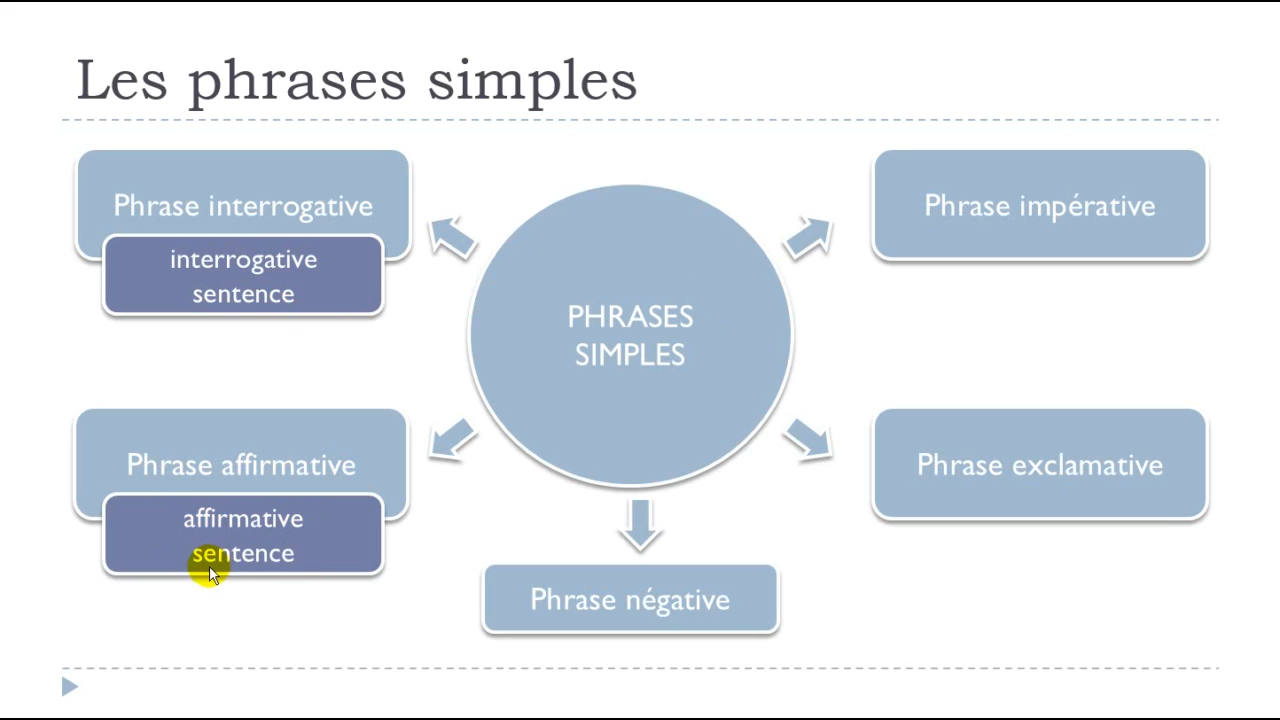 Les phrases simples
Phrase interrogative
interrogative
sentence
Phrase impérative
PHRASES
SIMPLES
Phrase affirmative
affirmative
sentence
Phrase exclamative
Phrase négative